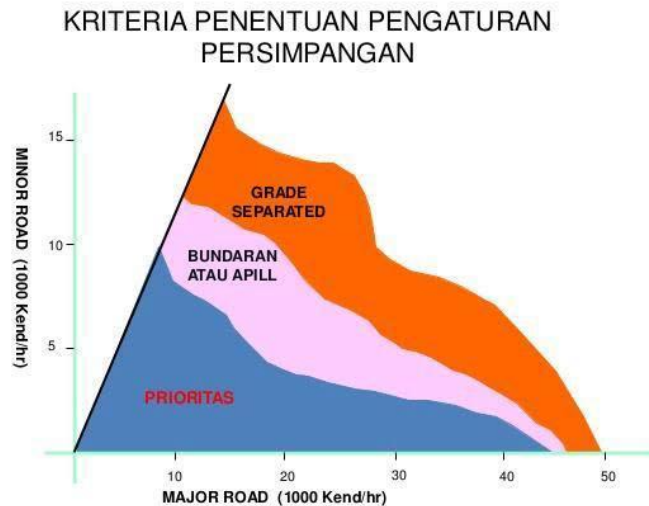 KRITERIA PENENTUAN PENGATURAN
PERSIMPANGAN
15
10
5
MINOR ROAD (1000 Kend/hr)
GRADE
SEPARATED
BUNDARAN
ATAU APILL
PRIORITAS
10
20
30
40
50
MAJOR ROAD (1000 Kend/hr)